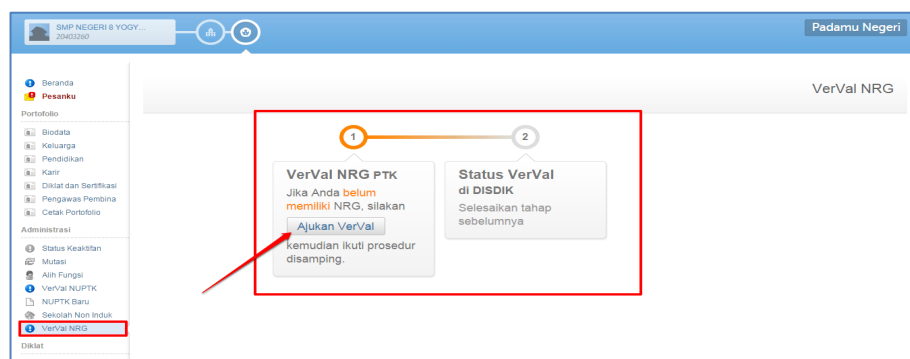 SMP NEGERI 8 YOGY...
20403260
Padamu Negeri
VerVal NRG
Beranda
Pesanku
Portofolio
Biodata
Keluarga
Pendidikan
Karir
Diklat dan Sertifikasi
Pengawas Pembina
Cetak Portofolio
Administrasi
Status Keaktifan
Mutasi
Alih Fungsi
VerVal NUPTK
NUPTK Baru
Sekolah Non Induk
VerVal NRG
Diklat
1
VerVal NRG PTK
Jika Anda belum
memiliki NRG, silakan
Ajukan VerVal
kemudian ikuti prosedur
disamping.
2
Status VerVal
di DISDIK
Selesaikan tahap
sebelumnya